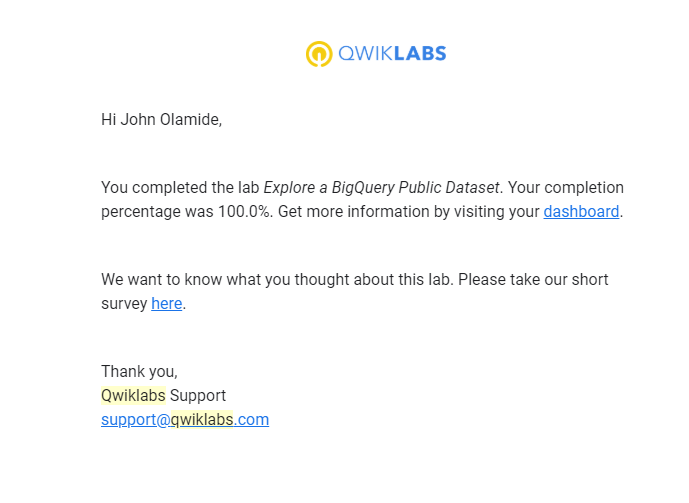 QWIKLABS
Hi John Olamide,
You completed the lab Explore a BigQuery Public Dataset. Your completion
percentage was 100.0%. Get more information by visiting your dashboard.
We want to know what you thought about this lab. Please take our short
survey here.
Thank you,
Qwiklabs Support
support@qwiklabs.com